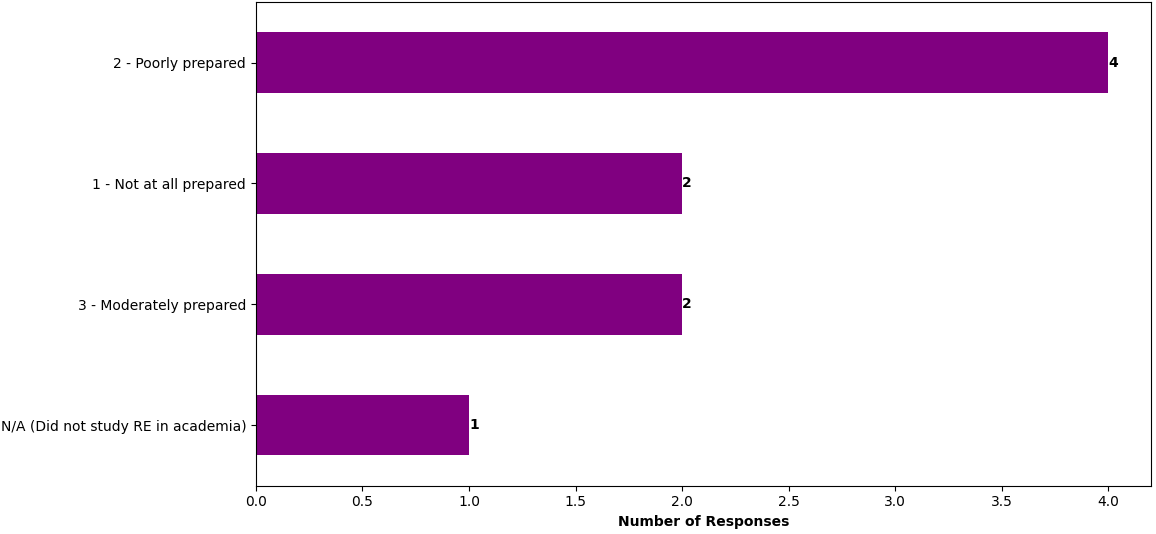 2 - Poorly prepared
4
1 - Not at all prepared
2
3 - Moderately prepared
2
N/A (Did not study RE in academia)
1
0.0 0.5 1.0 1.5 2.0 2.5 3.0 3.5 4.0
Number of Responses